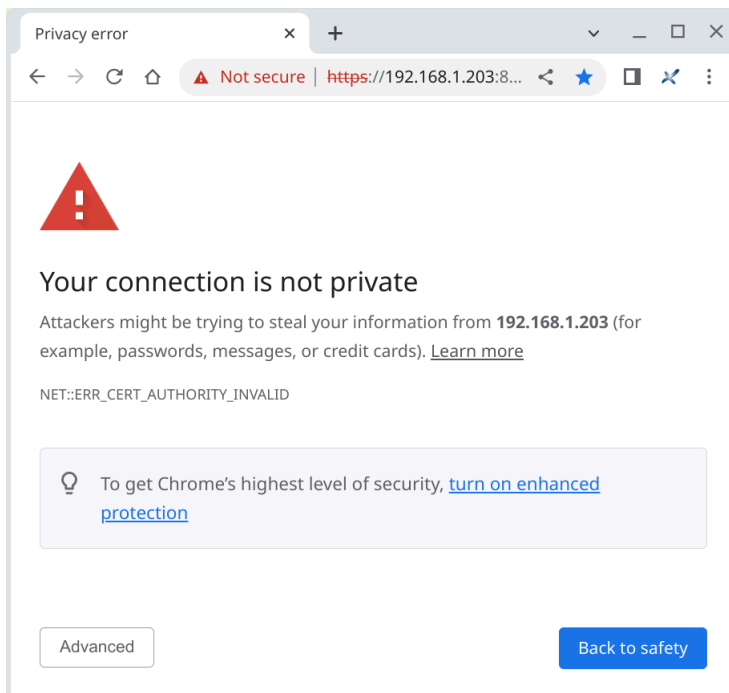 Privacy error
Not secure | https://192.168.1.203:8...
Your connection is not private
Attackers might be trying to steal your information from 192.168.1.203 (for
example, passwords, messages, or credit cards). Learn more
NET::ERR_CERT_AUTHORITY_INVALID
To get Chrome’s highest level of security, turn on enhanced
protection
Advanced
Back to safety